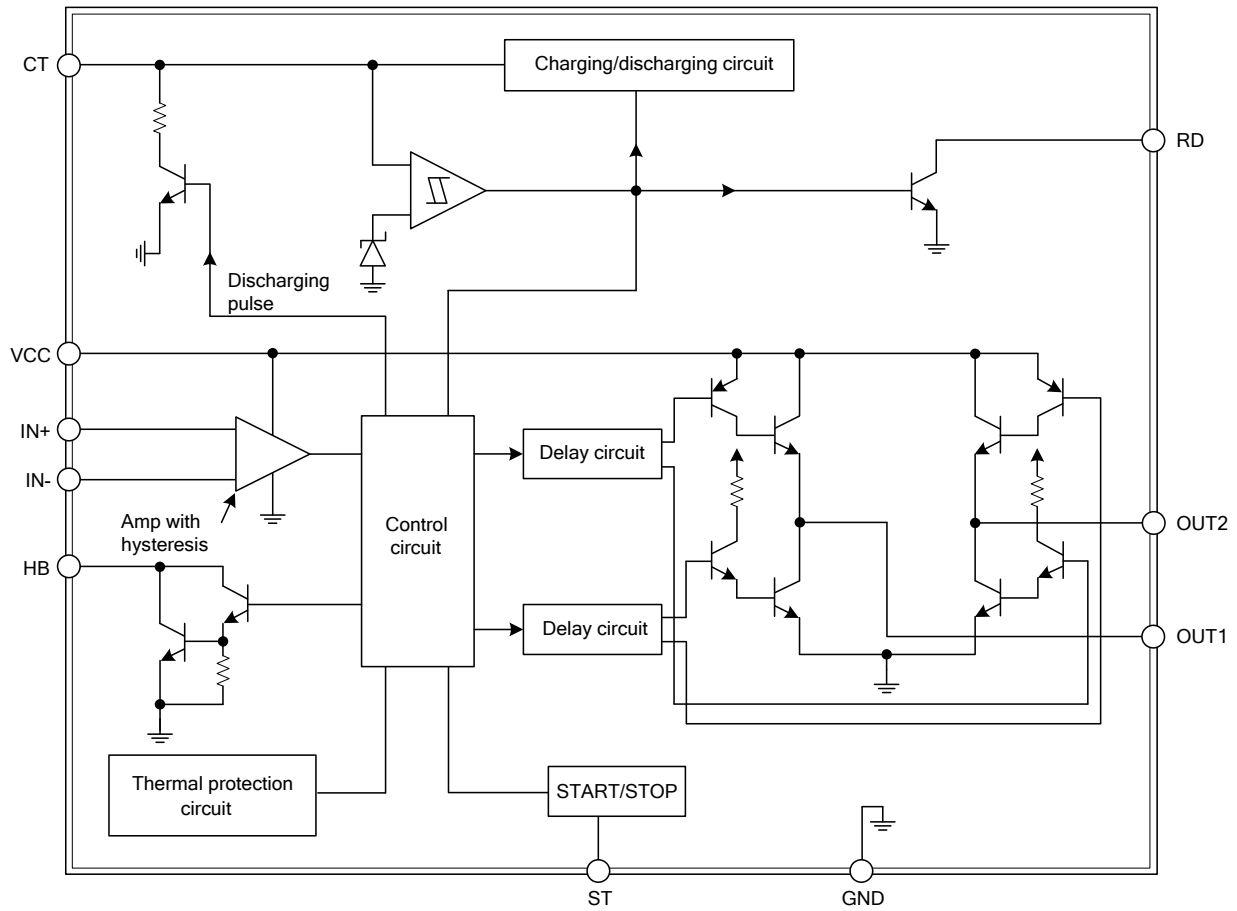 CT
Charging/discharging circuit
RD
Discharging
pulse
VCC
IN+
IN-
Amp with
hysteresis
Control
circuit
Delay circuit
OUT2
HB
Delay circuit
OUT1
Thermal protection
circuit
START/STOP
ST
GND